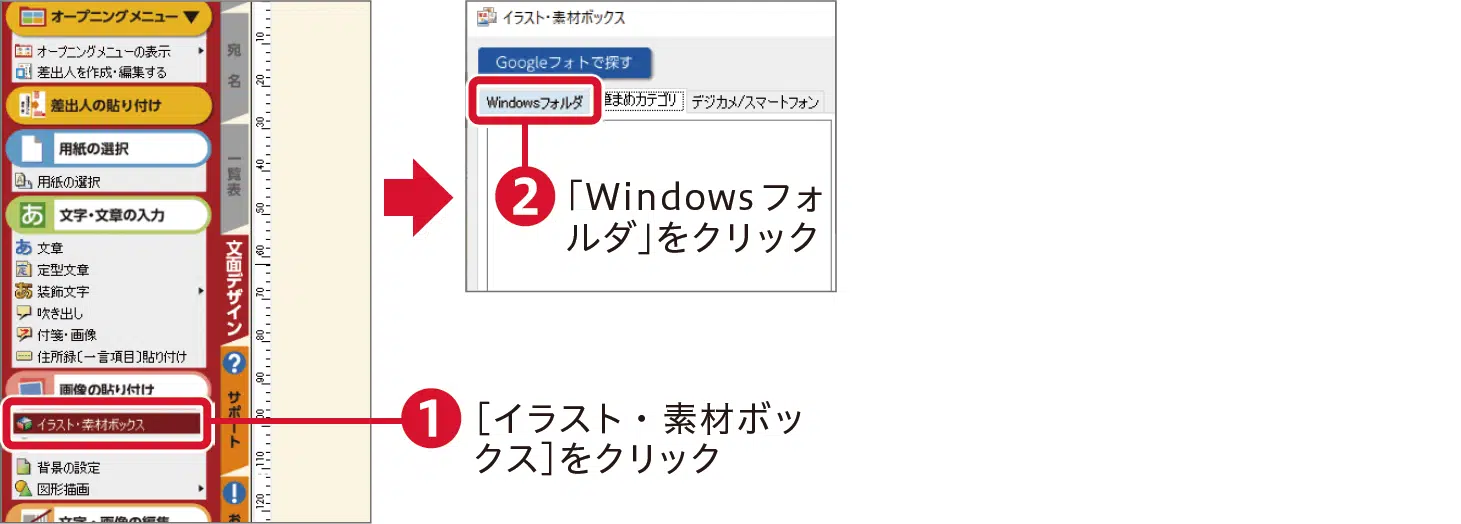 オープニングメニュー▼
オープニングメニューの表示
差出人を作成・編集する
差出人の貼り付け
用紙の選択
用紙の選択
あ 文字・文章の入力
あ 文章
定型文章
装飾文字
吹き出し
付箋・画像
住所録〔一言項目〕貼り付け
画像の貼り付け
イラスト・素材ボックス
背景の設定
図形描画
文字・画像の編集
宛名
一覧表
文面デザイン
?
サポート
!
お
10
20
30
40
50
60
70
80
90
100
110
120
イラスト・素材ボックス
Googleフォトで探す
Windowsフォルダ 筆まめカテゴリ デジカメ/スマートフォン
2 「Windowsフォ
ルダ」をクリック
1 [イラスト・素材ボッ
クス]をクリック